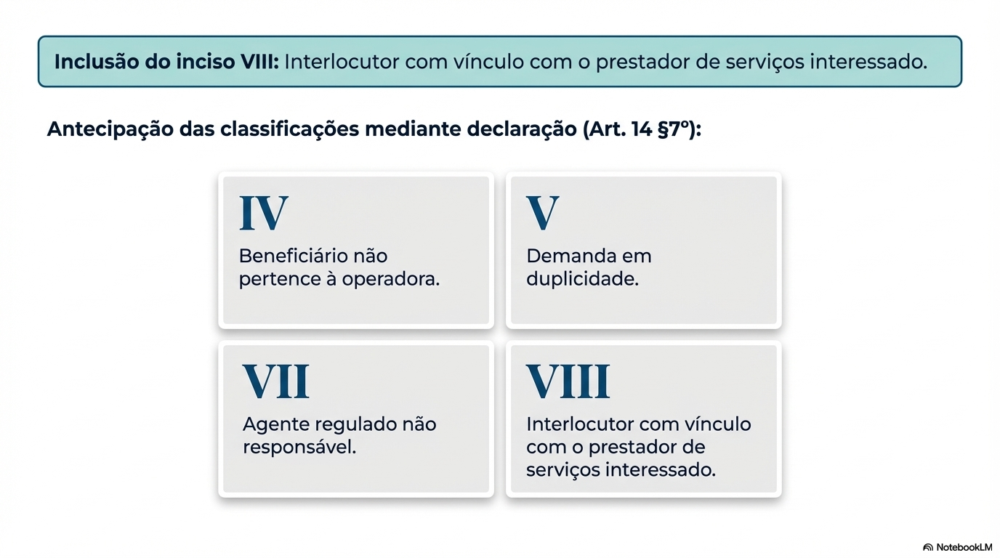 Inclusão do inciso VIII: Interlocutor com vínculo com o prestador de serviços interessado.
Antecipação das classificações mediante declaração (Art. 14 §7º):
IV
Beneficiário não
pertence à operadora.
V
Demanda em
duplicidade.
VII
Agente regulado não
responsável.
VIII
Interlocutor com vínculo
com o prestador de
serviços interessado.
NotebookLM